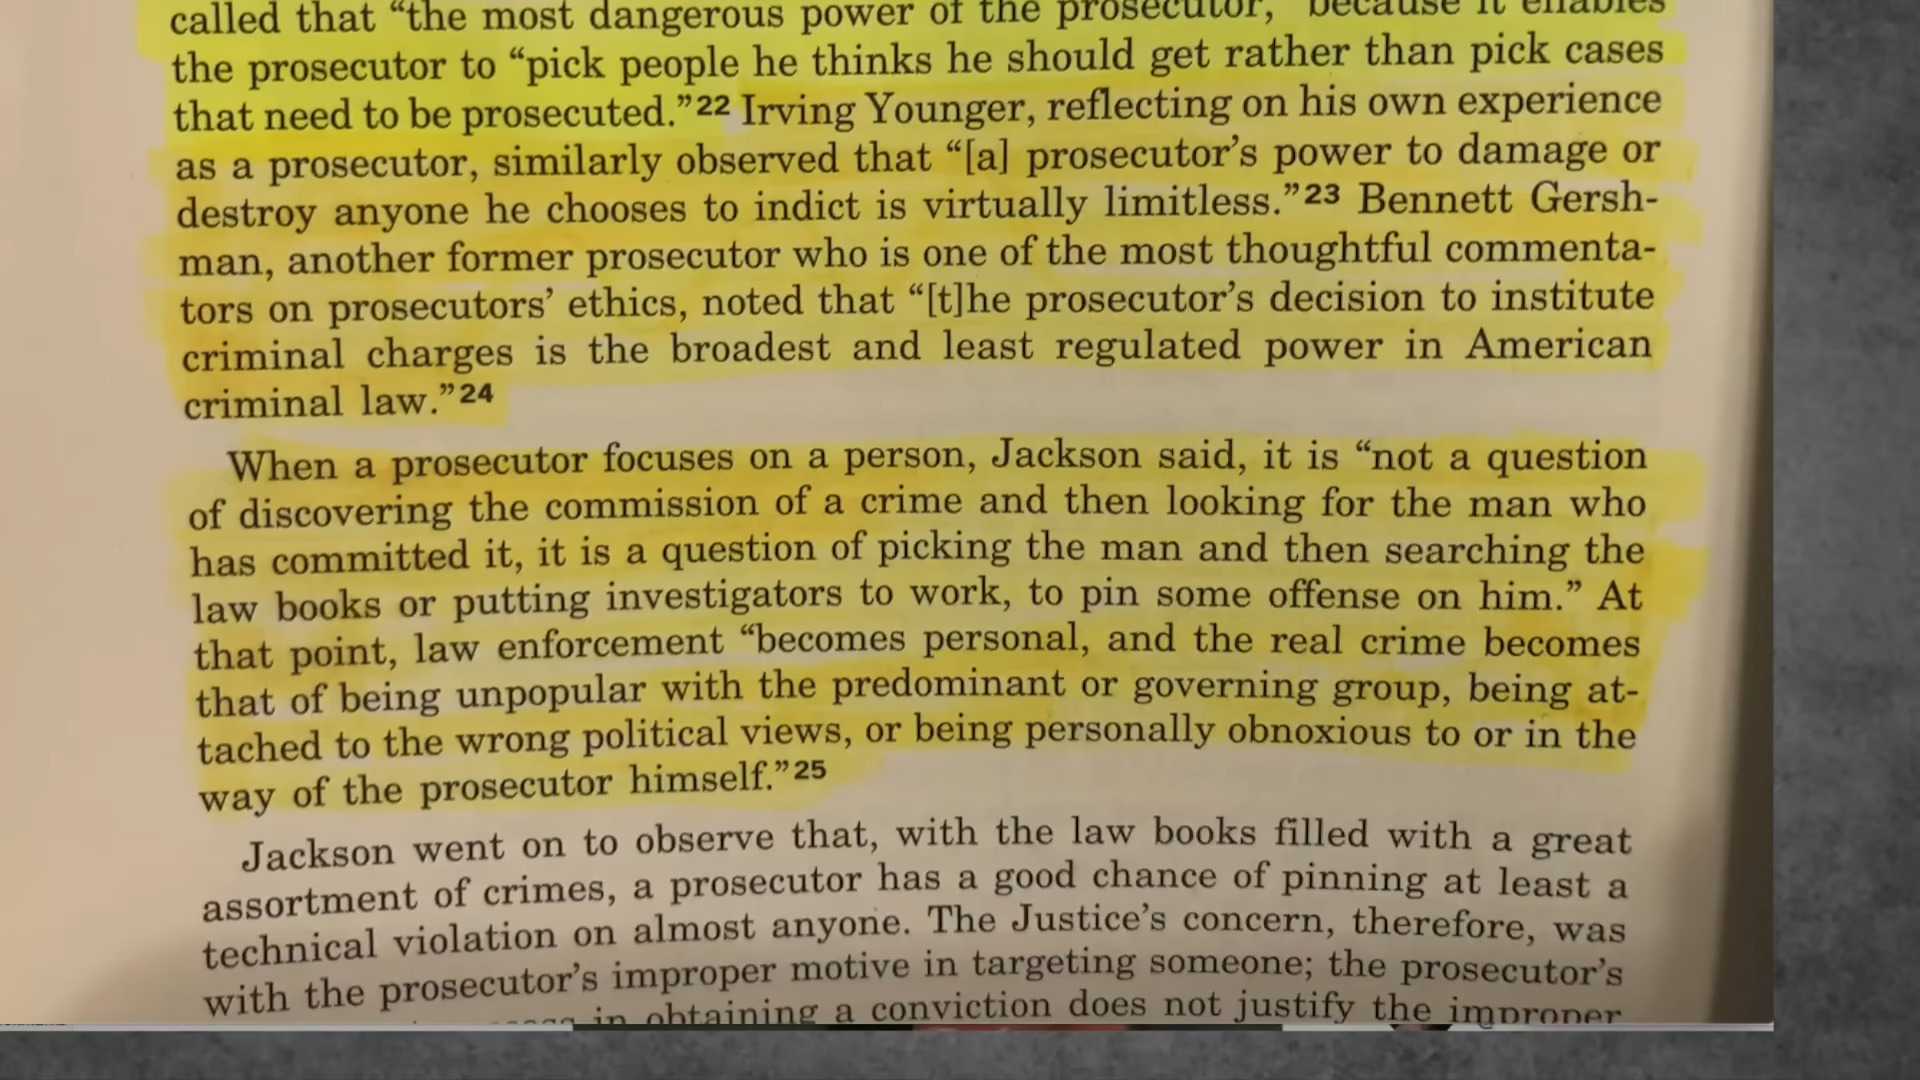 called that “the most dangerous power of the prosecutor,” because it enables
the prosecutor to “pick people he thinks he should get rather than pick cases
that need to be prosecuted.”22 Irving Younger, reflecting on his own experience
as a prosecutor, similarly observed that “[a] prosecutor’s power to damage or
destroy anyone he chooses to indict is virtually limitless.”23 Bennett Gersh-
man, another former prosecutor who is one of the most thoughtful commenta-
tors on prosecutors’ ethics, noted that “[t]he prosecutor’s decision to institute
criminal charges is the broadest and least regulated power in American
criminal law.”24
When a prosecutor focuses on a person, Jackson said, it is “not a question
of discovering the commission of a crime and then looking for the man who
has committed it, it is a question of picking the man and then searching the
law books or putting investigators to work, to pin some offense on him.” At
that point, law enforcement “becomes personal, and the real crime becomes
that of being unpopular with the predominant or governing group, being at-
tached to the wrong political views, or being personally obnoxious to or in the
way of the prosecutor himself.”25
Jackson went on to observe that, with the law books filled with a great
assortment of crimes, a prosecutor has a good chance of pinning at least a
technical violation on almost anyone. The Justice’s concern, therefore, was
with the prosecutor’s improper motive in targeting someone; the prosecutor’s
in obtaining a conviction does not justify the improper